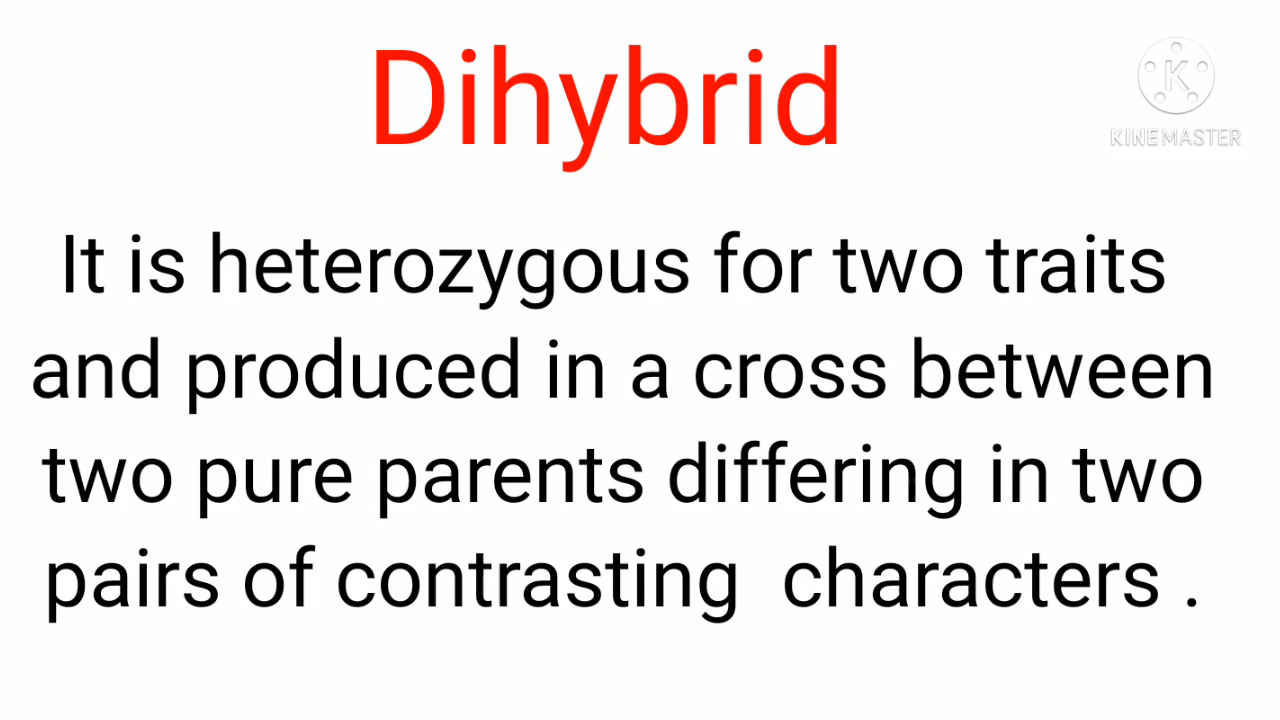 Dihybrid
K
KINEMASTER
It is heterozygous for two traits
and produced in a cross between
two pure parents differing in two
pairs of contrasting characters .